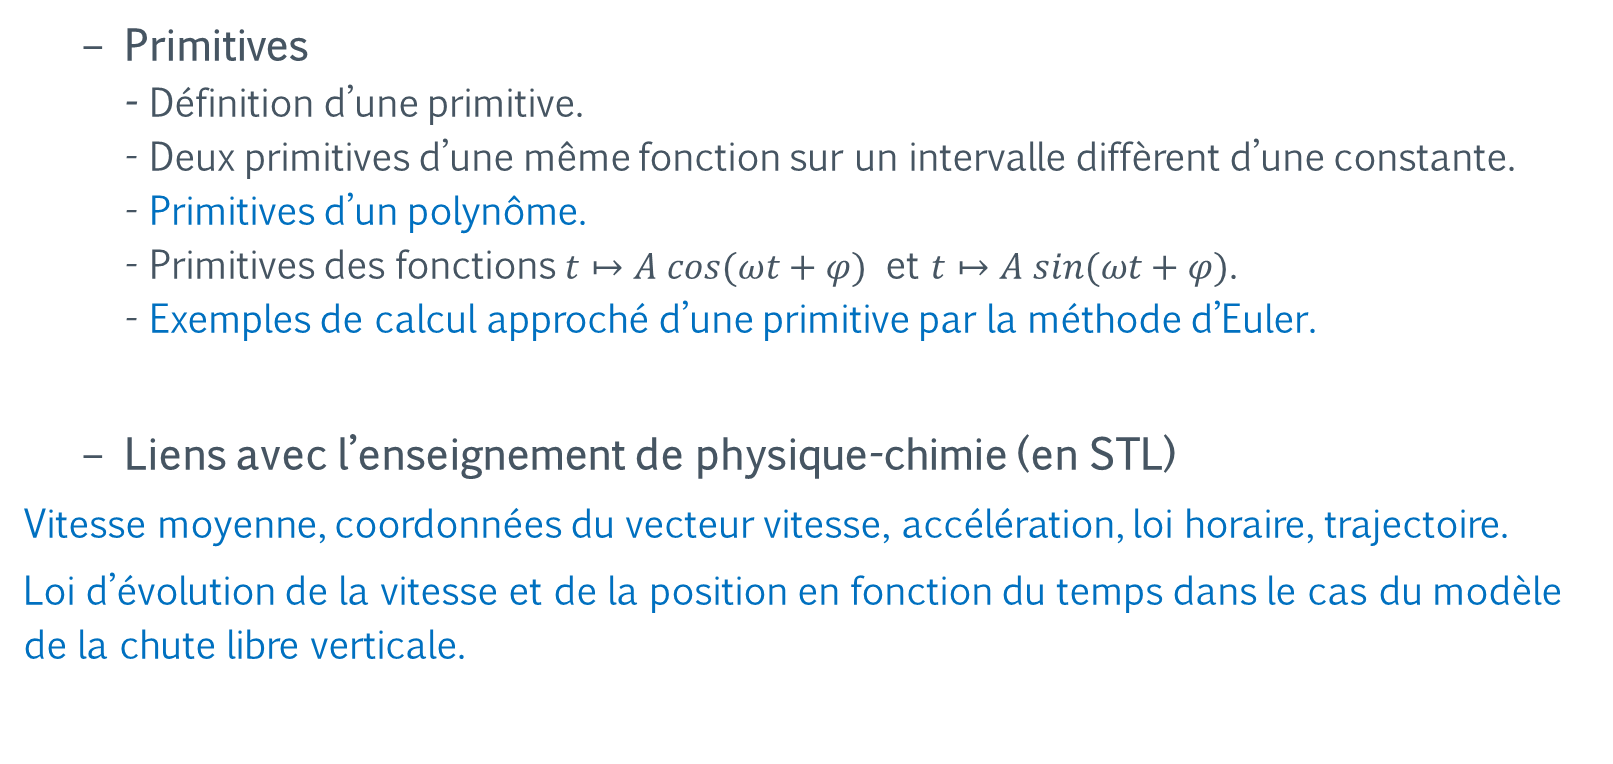 – Primitives
- Définition d’une primitive.
- Deux primitives d’une même fonction sur un intervalle diffèrent d’une constante.
- Primitives d’un polynôme.
- Primitives des fonctions t ↦ A cos(ωt + φ) et t ↦ A sin(ωt + φ).
- Exemples de calcul approché d’une primitive par la méthode d’Euler.
– Liens avec l’enseignement de physique-chimie (en STL)
Vitesse moyenne, coordonnées du vecteur vitesse, accélération, loi horaire, trajectoire.
Loi d’évolution de la vitesse et de la position en fonction du temps dans le cas du modèle
de la chute libre verticale.